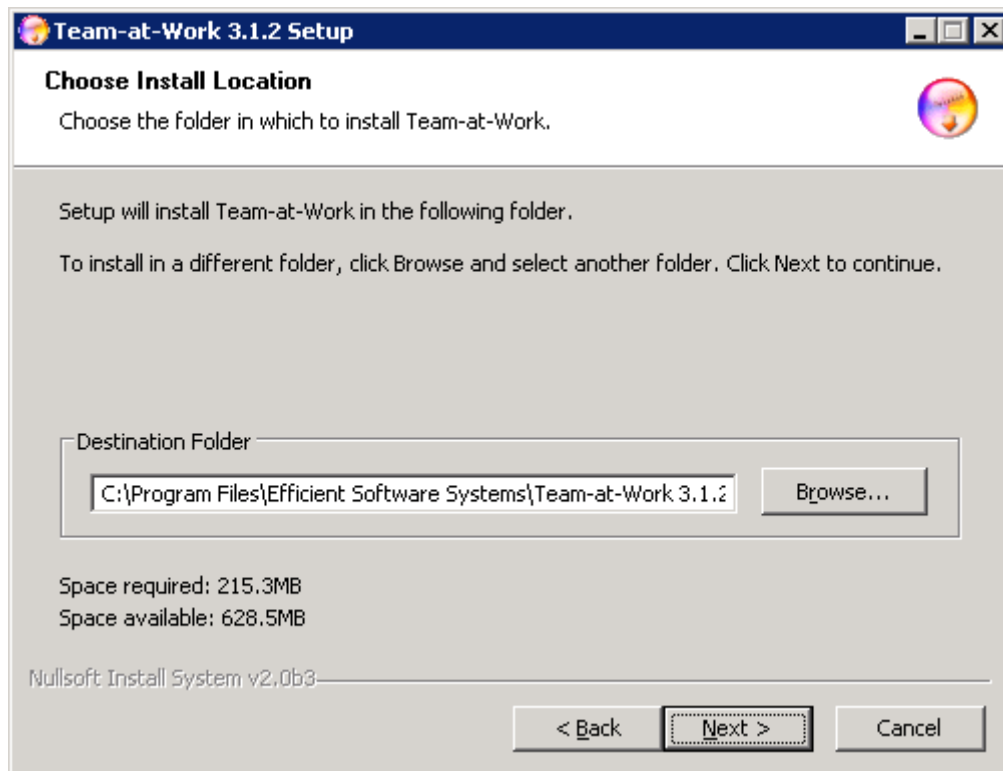 Team-at-Work 3.1.2 Setup
Choose Install Location
Choose the folder in which to install Team-at-Work.
Setup will install Team-at-Work in the following folder.
To install in a different folder, click Browse and select another folder. Click Next to continue.
Destination Folder
C:\Program Files\Efficient Software Systems\Team-at-Work 3.1.2
Browse...
Space required: 215.3MB
Space available: 628.5MB
Nullsoft Install System v2.0b3
< Back
Next >
Cancel